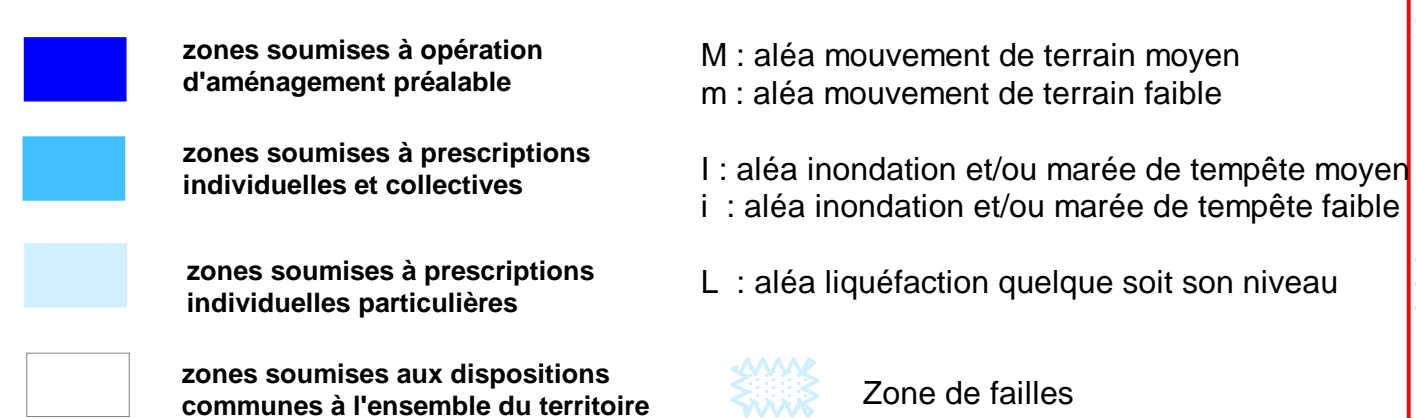 zones soumises à opération
d'aménagement préalable
zones soumises à prescriptions
individuelles et collectives
zones soumises à prescriptions
individuelles particulières
zones soumises aux dispositions
communes à l'ensemble du territoire
M : aléa mouvement de terrain moyen
m : aléa mouvement de terrain faible
I : aléa inondation et/ou marée de tempête moyen
i : aléa inondation et/ou marée de tempête faible
L : aléa liquéfaction quelque soit son niveau
Zone de failles